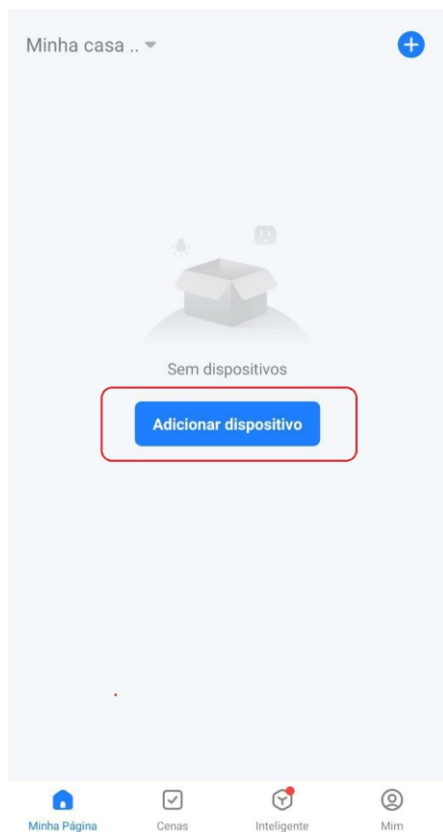 Minha casa ..
Sem dispositivos
Adicionar dispositivo
Minha Página
Cenas
Inteligente
Mim